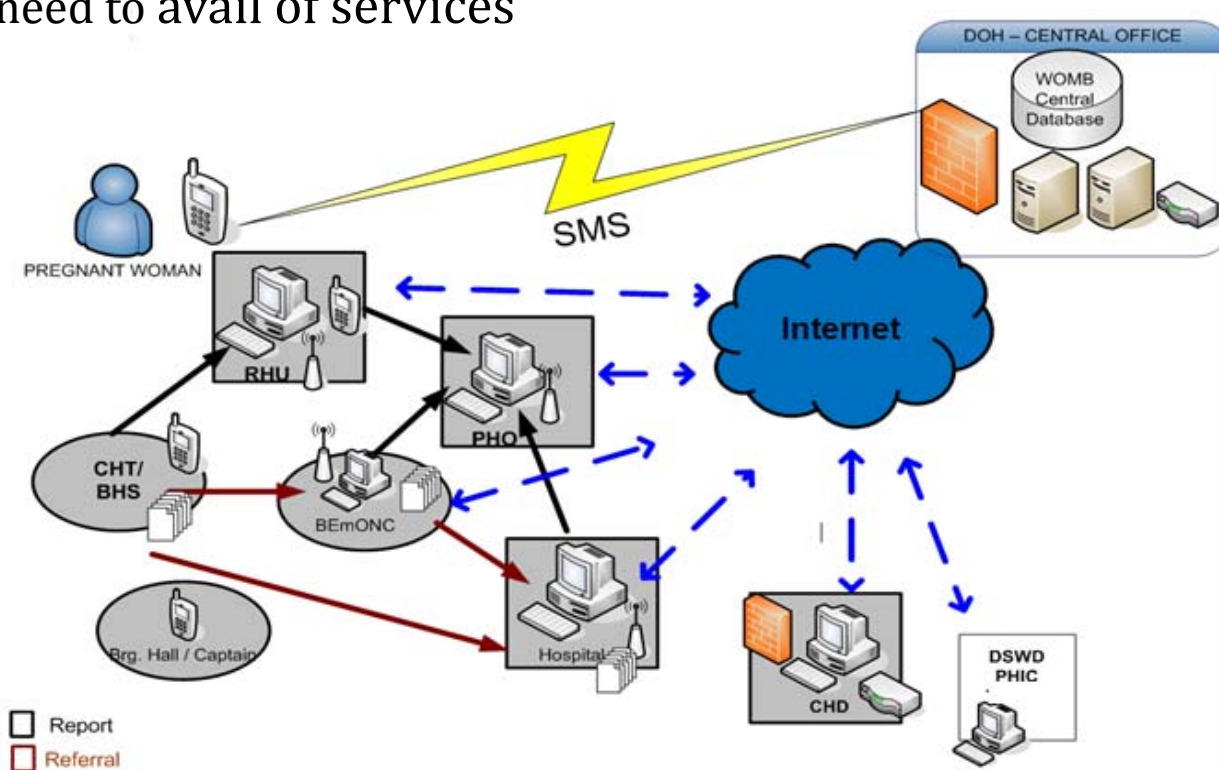 need to avail of services
DOH – CENTRAL OFFICE
WOMB
Central
Database
SMS
PREGNANT WOMAN
Internet
RHU
PHO
CHT/
BHS
BEmONC
Brg. Hall / Captain
Hospital
CHD
DSWD
PHIC
Report
Referral